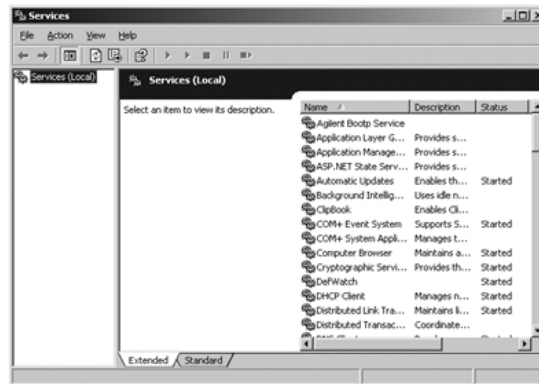 Services
File Action View Help
Services (Local)
Services (Local)
Select an item to view its description.
Name Description Status
Agilent Bootp Service
Application Layer G... Provides s...
Application Manage... Provides s...
ASP.NET State Serv... Provides s...
Automatic Updates Enables th... Started
Background Intellig... Uses idle n...
ClipBook Enables Cli...
COM+ Event System Supports S... Started
COM+ System Appli... Manages t...
Computer Browser Maintains a... Started
Cryptographic Servi... Provides th... Started
DefWatch Started
DHCP Client Manages n... Started
Distributed Link Tra... Maintains li... Started
Distributed Transac... Coordinate...
Extended Standard